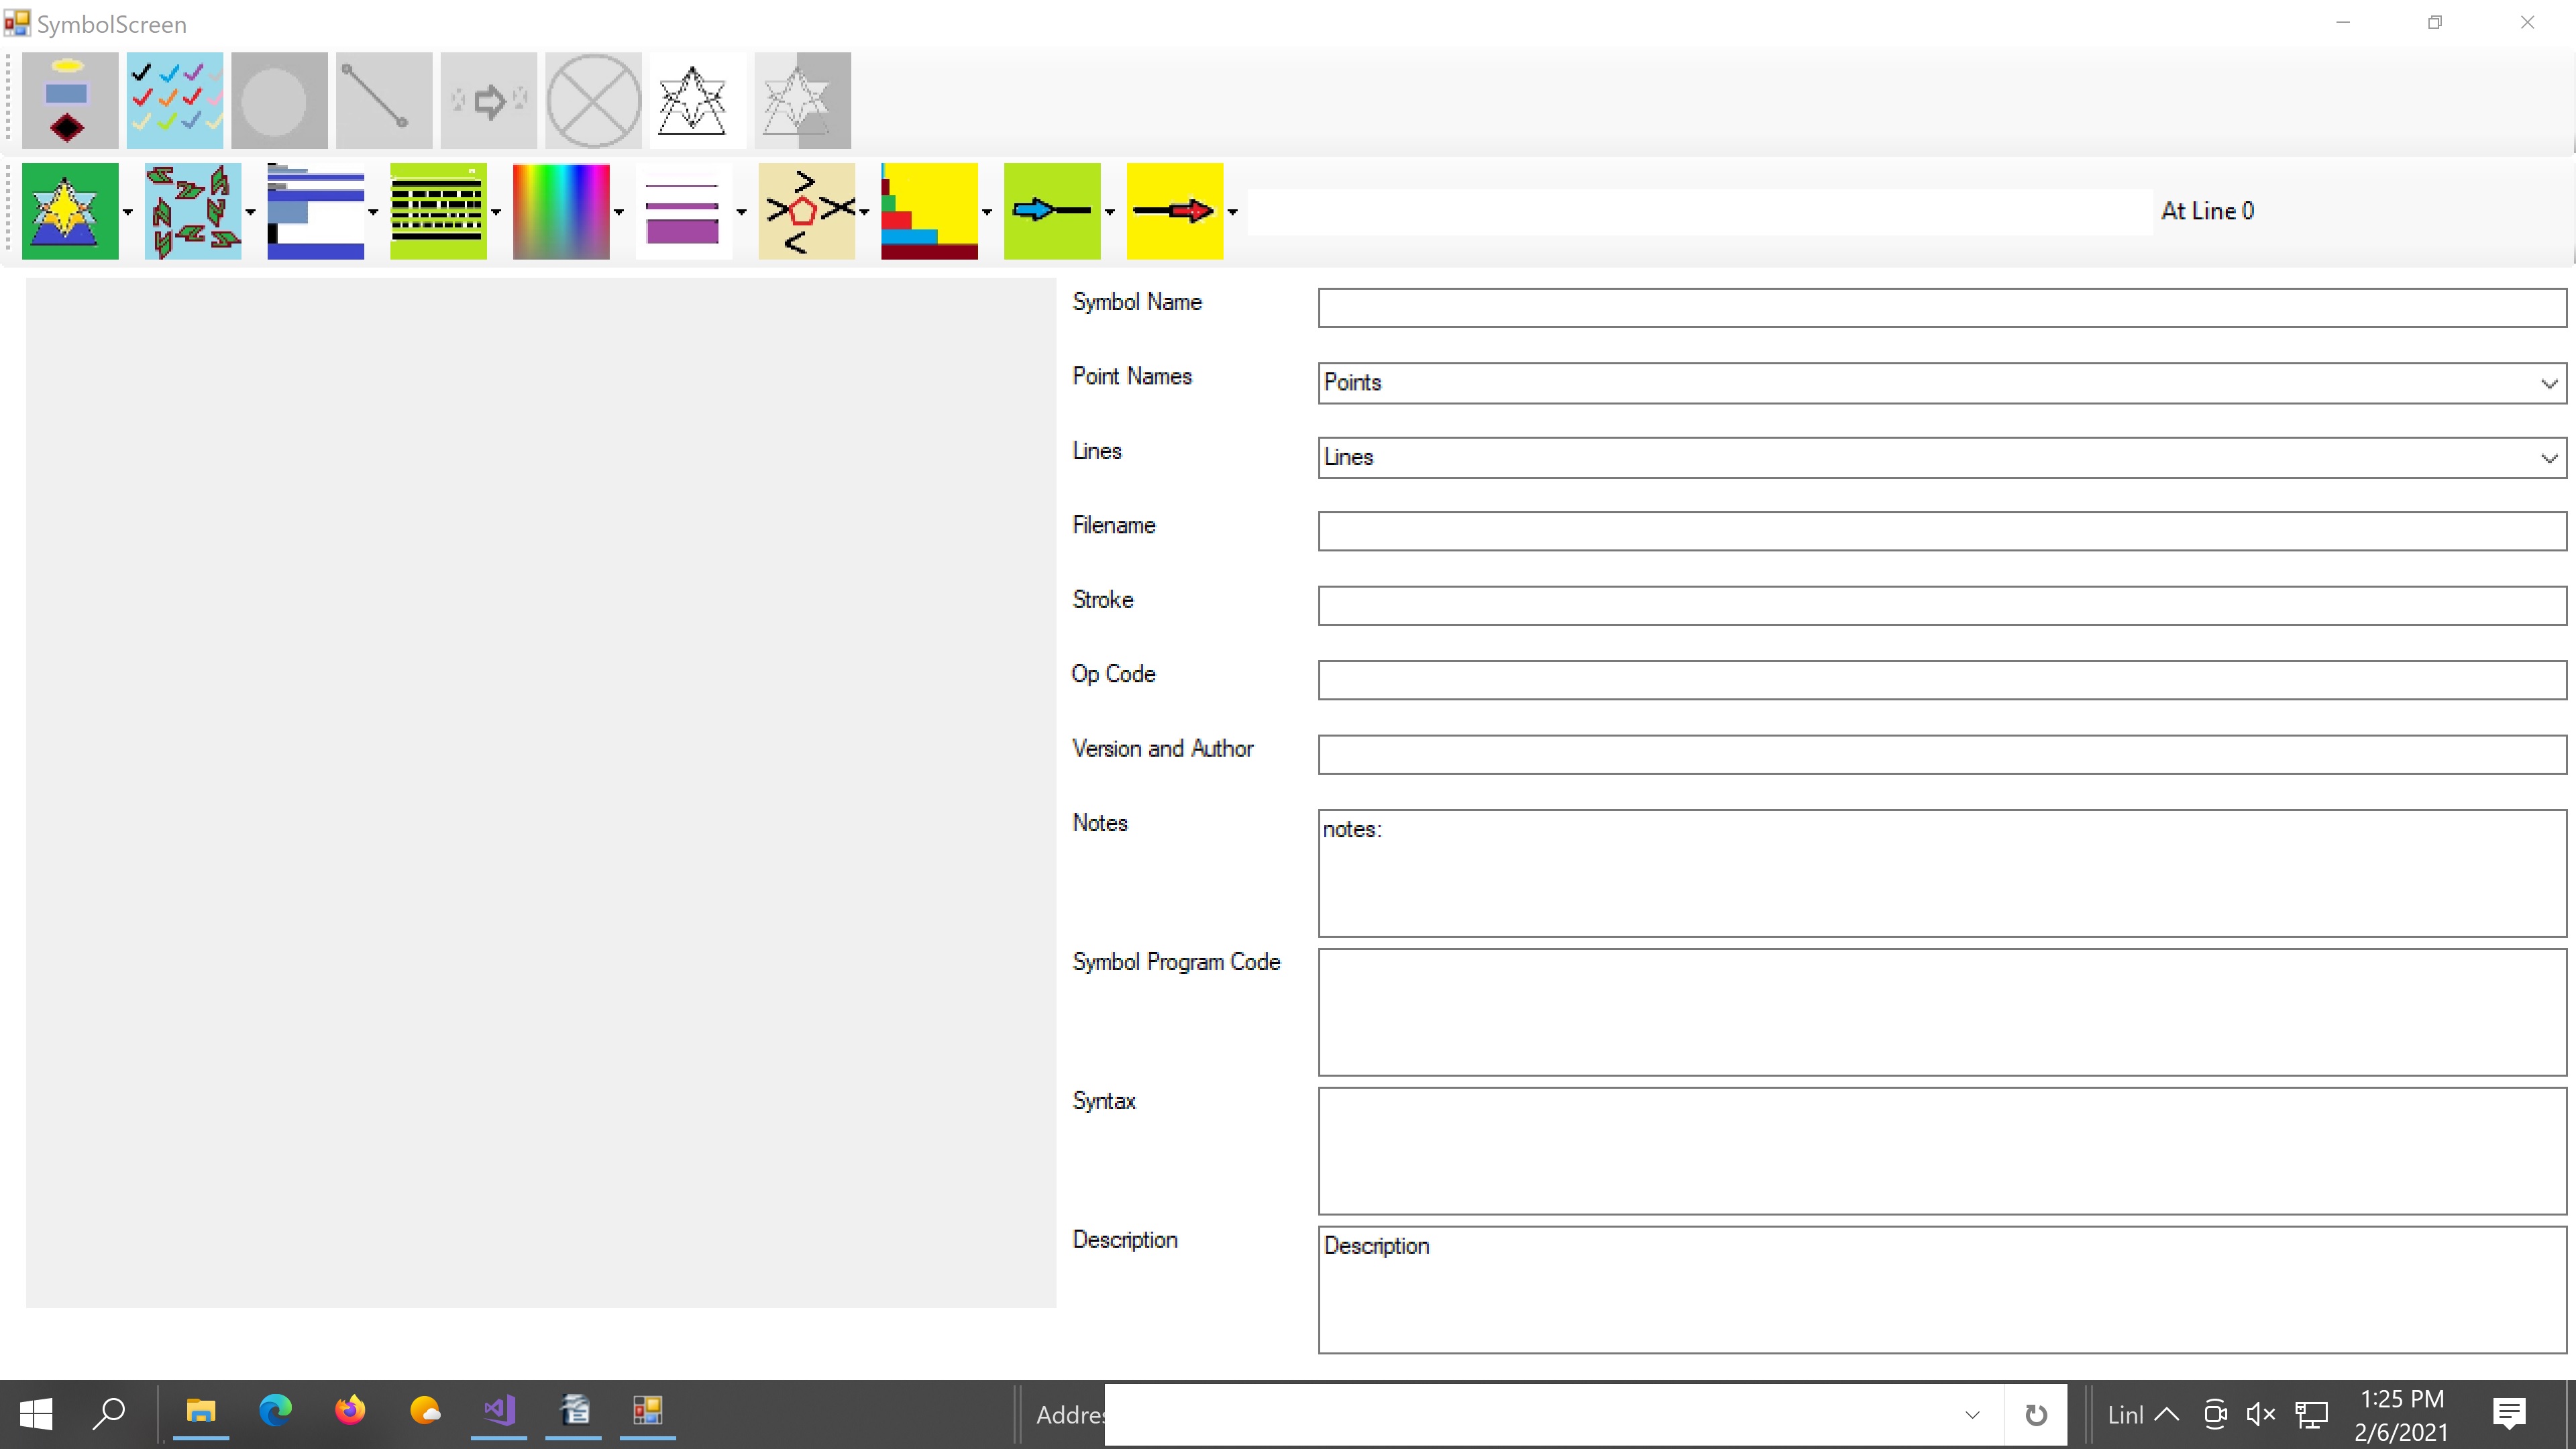 SymbolScreen
At Line 0
Symbol Name
Point Names
Points
Lines
Lines
Filename
Stroke
Op Code
Version and Author
Notes
notes:
Symbol Program Code
Syntax
Description
Description
Addres
Linl
1:25 PM
2/6/2021